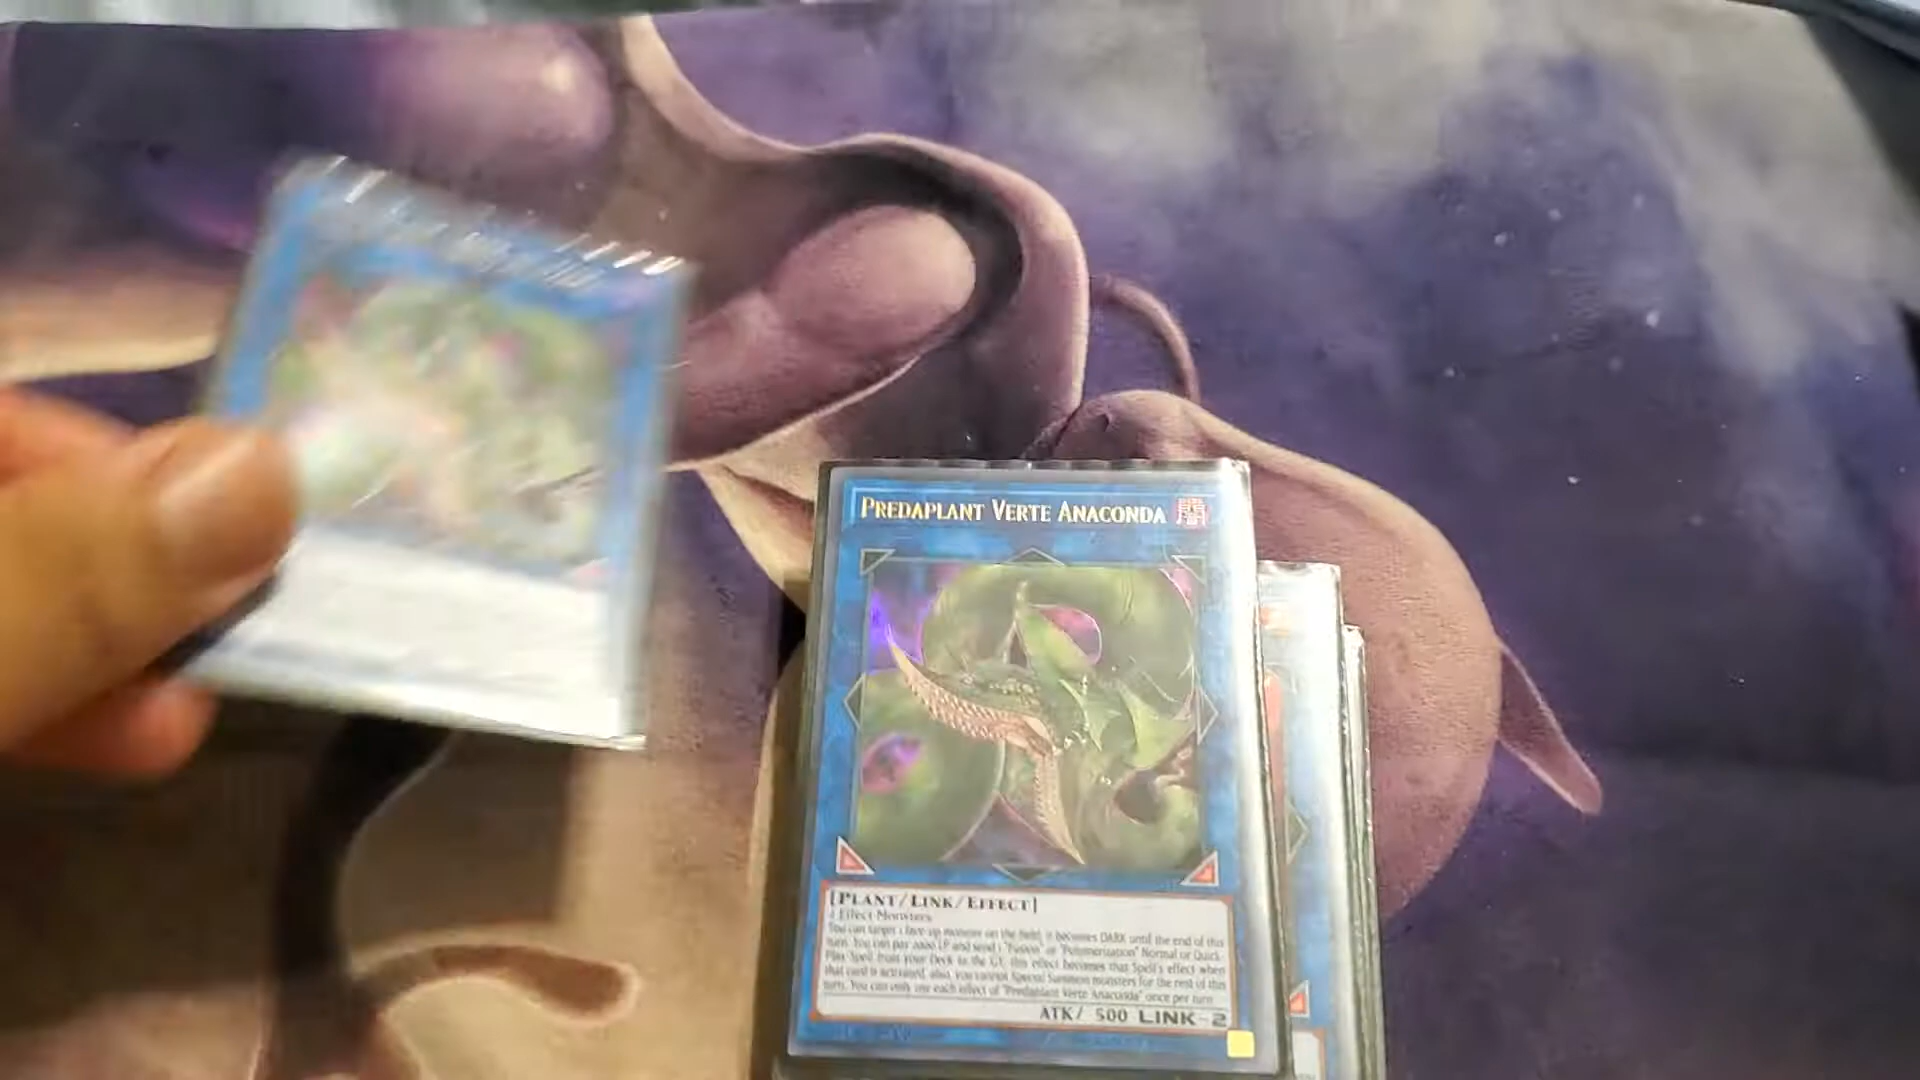 PREDAPLANT VERTE ANACONDA 闇
[PLANT/LINK/EFFECT]
2 Effect Monsters
You can target 1 face-up monster on the field; it becomes DARK until the end of this
turn. You can pay 2000 LP and send 1 "Fusion" or "Polymerization" Normal or Quick-
Play Spell from your Deck to the GY; this effect becomes that Spell's effect when
that card is activated, also, you cannot Special Summon monsters for the rest of this
turn. You can only use each effect of "Predaplant Verte Anaconda" once per turn.
ATK/ 500 LINK-2